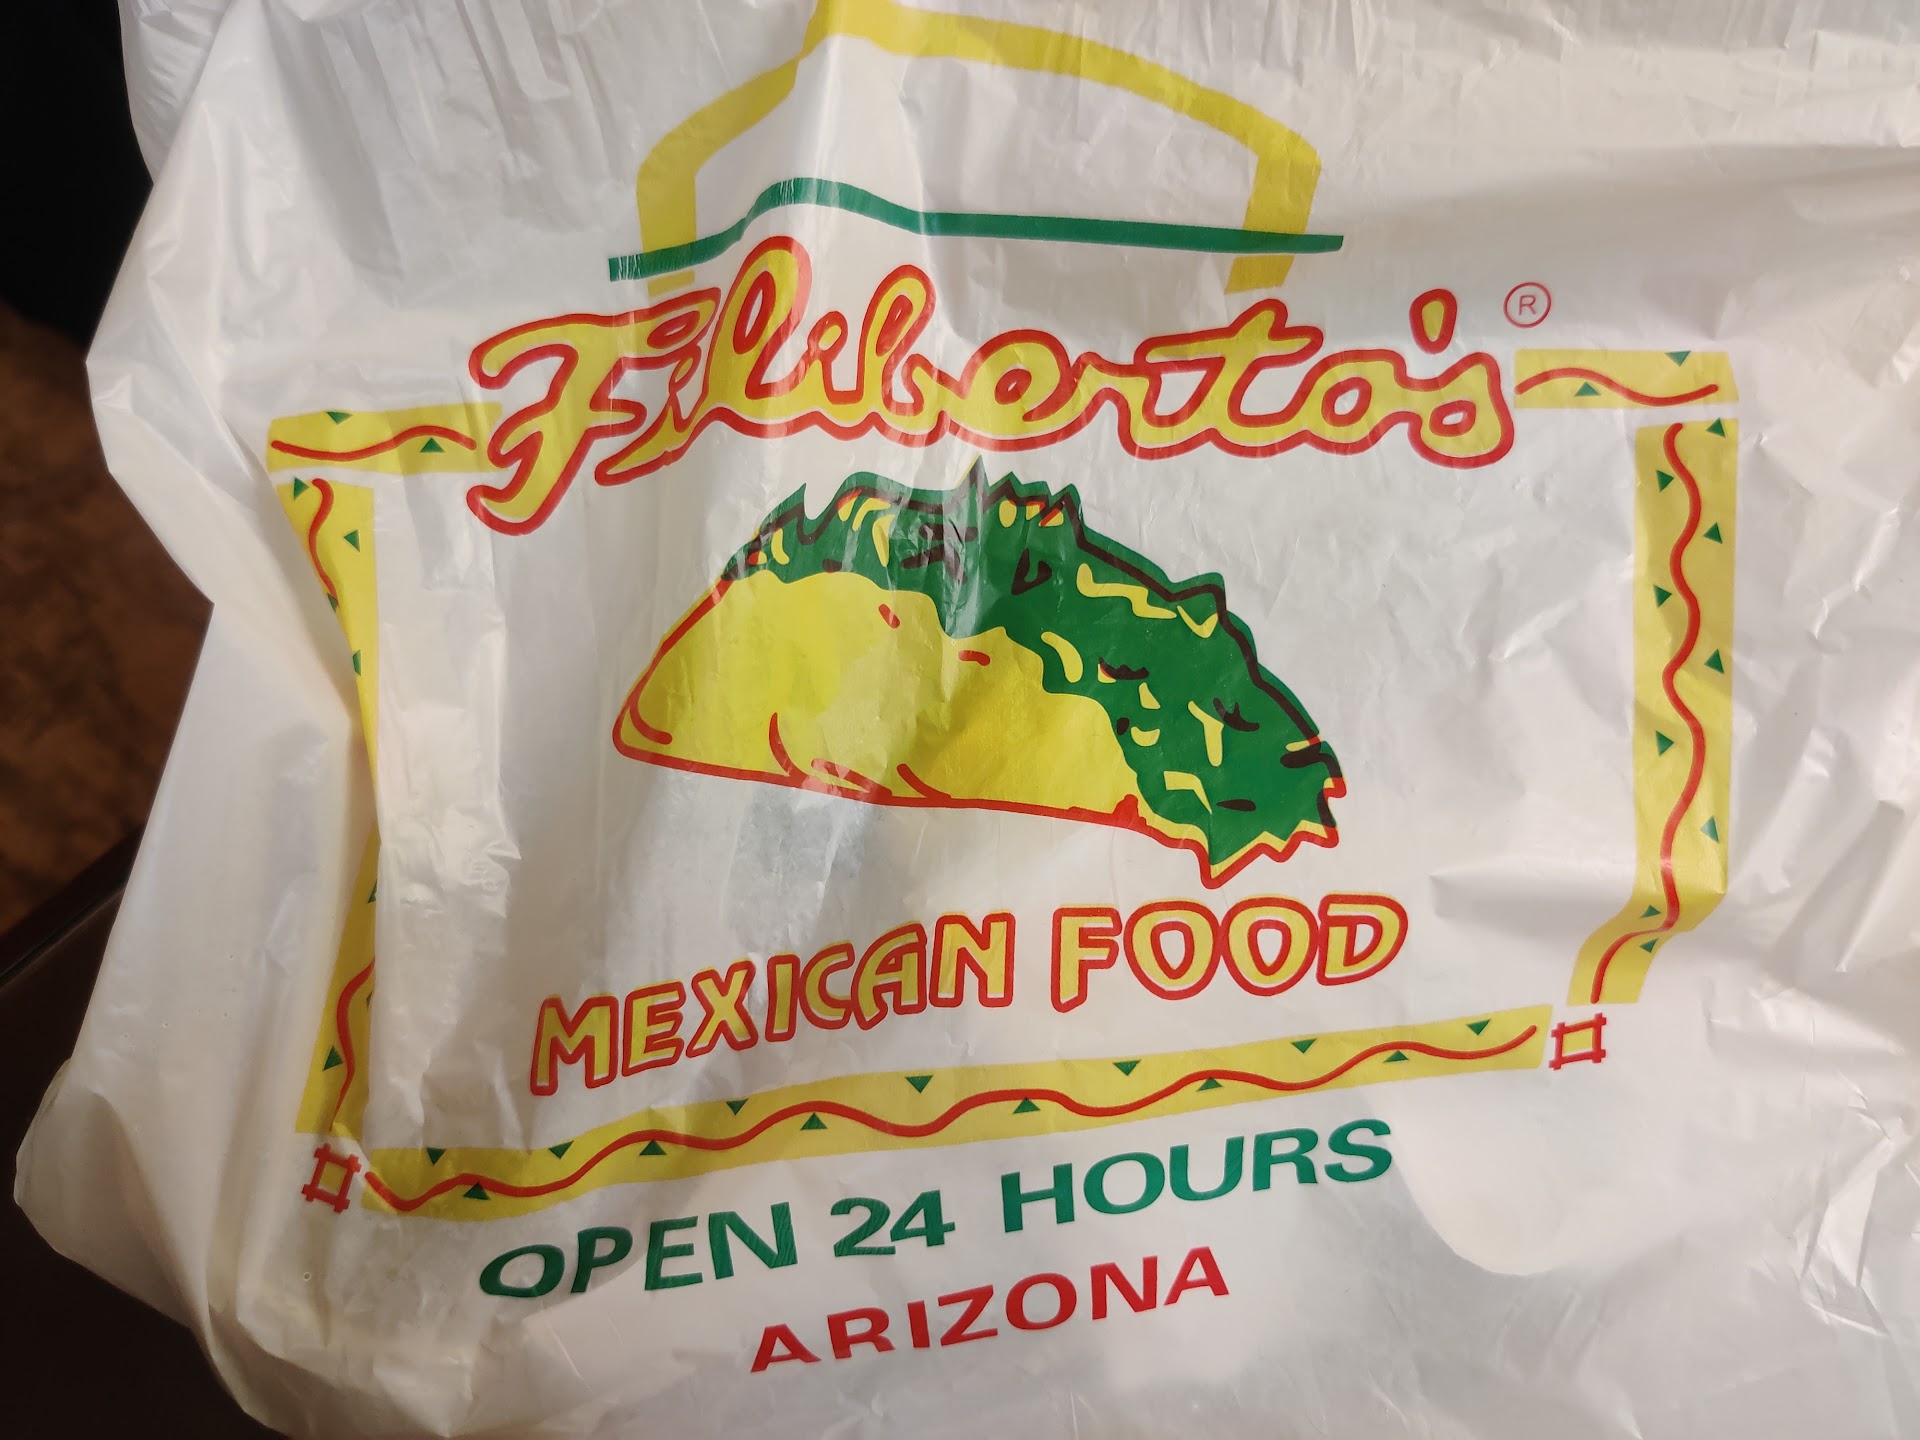 Filiberto's ®
MEXICAN FOOD
OPEN 24 HOURS
ARIZONA